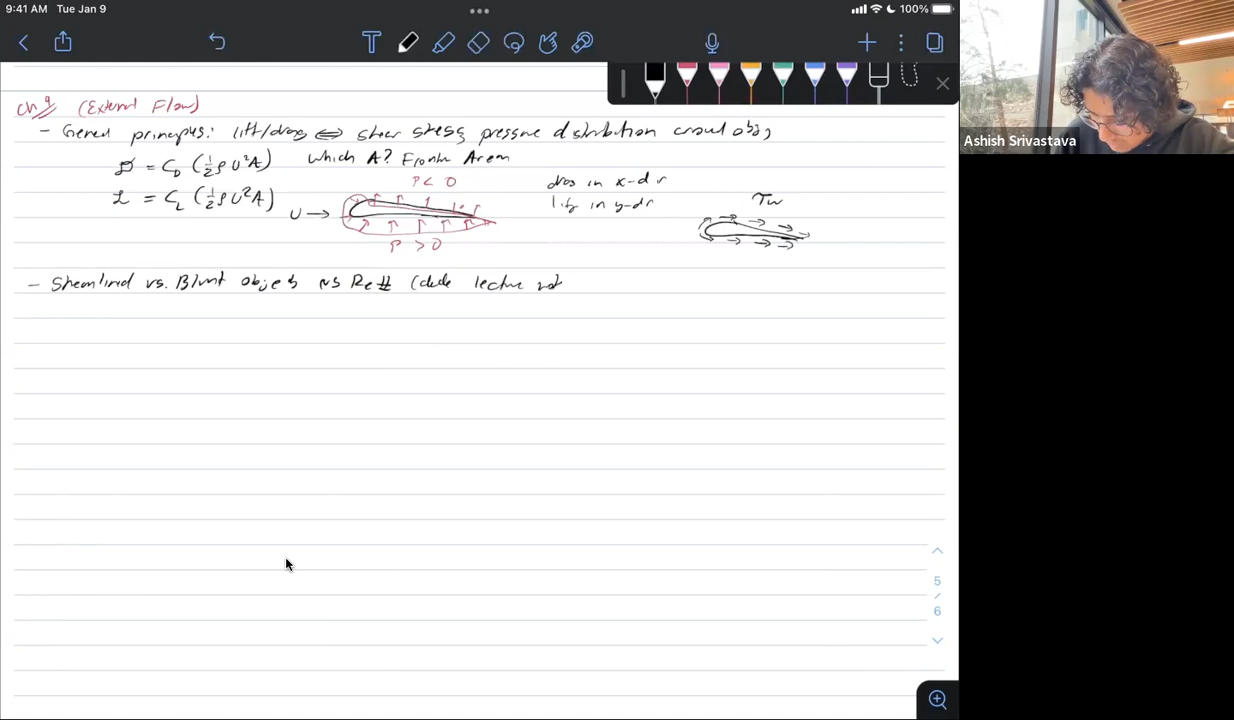 9:41 AM Tue Jan 9
100%
Ch 9 (External Flow)
- General principles: lift/drag ⟺ shear stress, pressure distribution around obj
D = C_D (½ρU²A) Which A? Frontal Area
P < 0
drag in x-dir
L = C_L (½ρU²A)
lift in y-dir
τw
U →
P > 0
- Streamlined vs. Blunt objects vs Re# (lecture
5
/
6
Ashish Srivastava